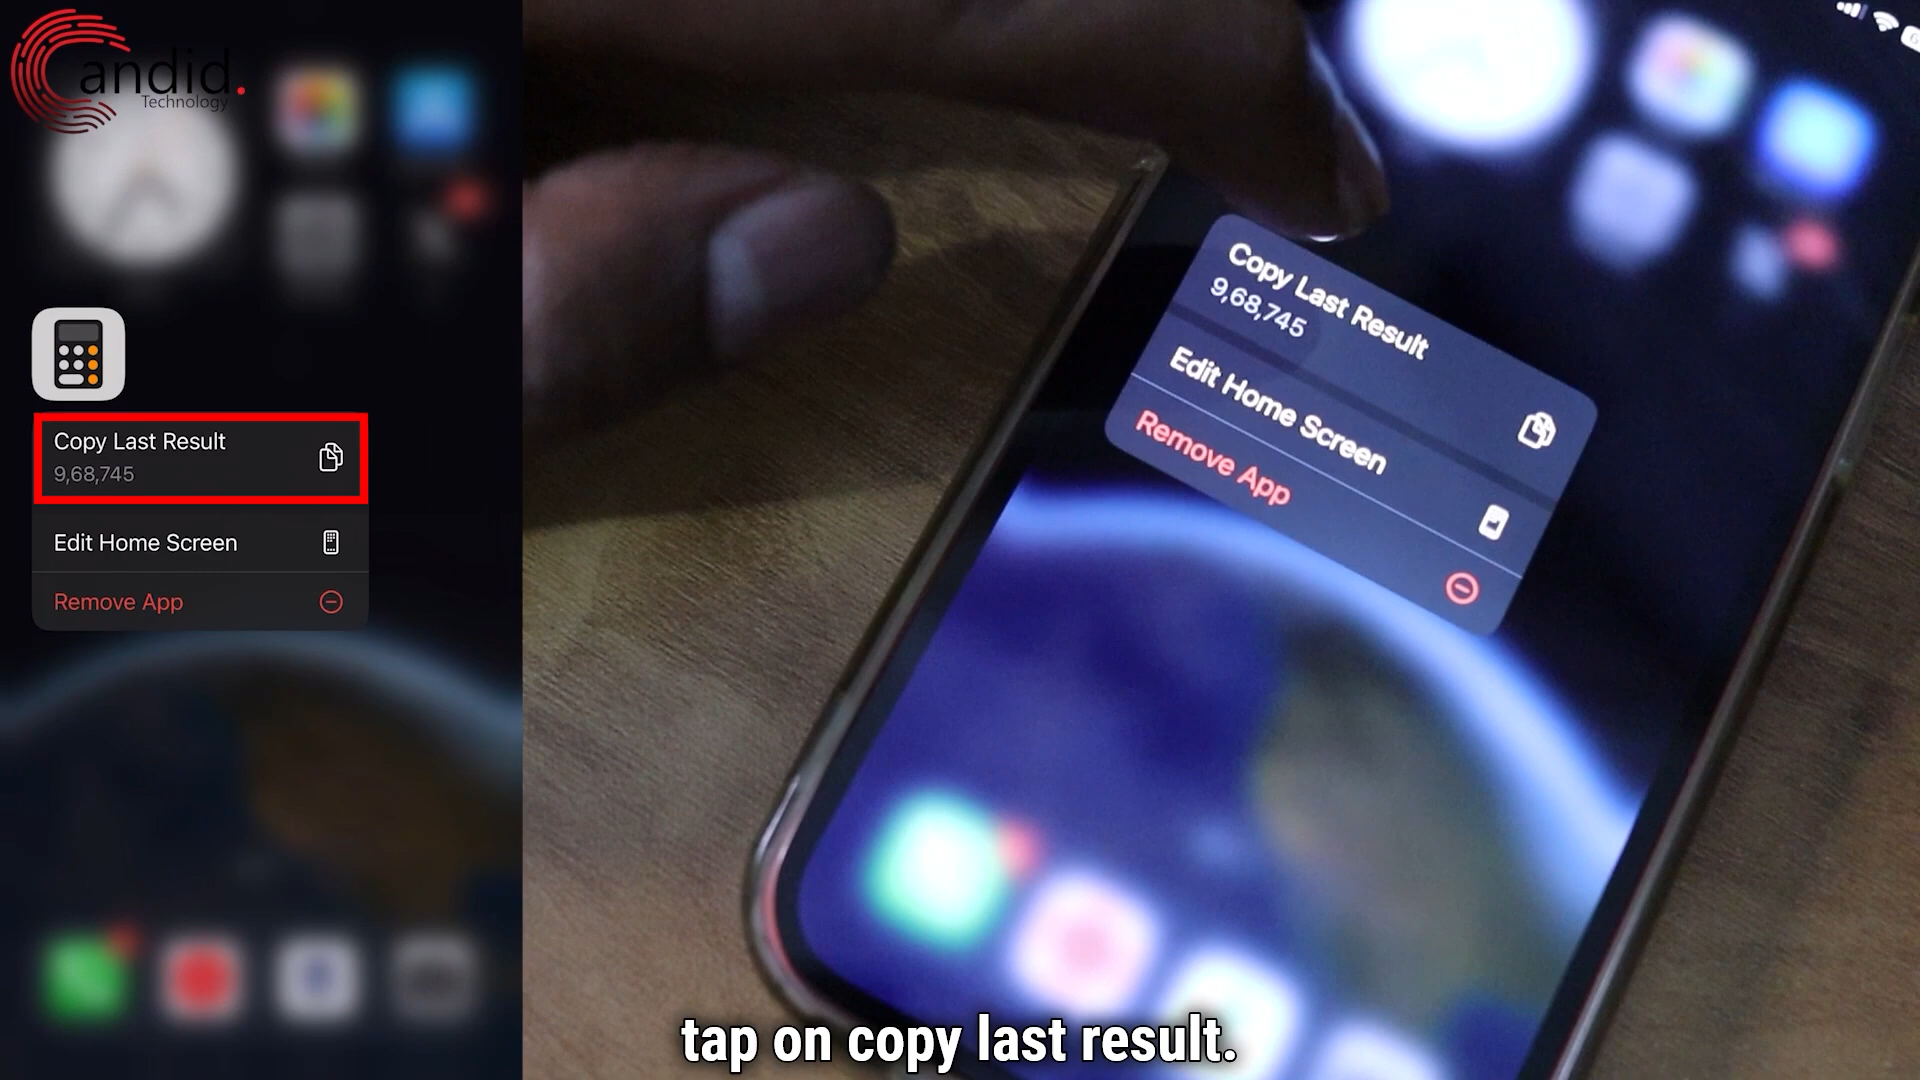 Candid.
Technology
Copy Last Result
9,68,745
Edit Home Screen
Remove App
Copy Last Result
9,68,745
Edit Home Screen
Remove App
tap on copy last result.